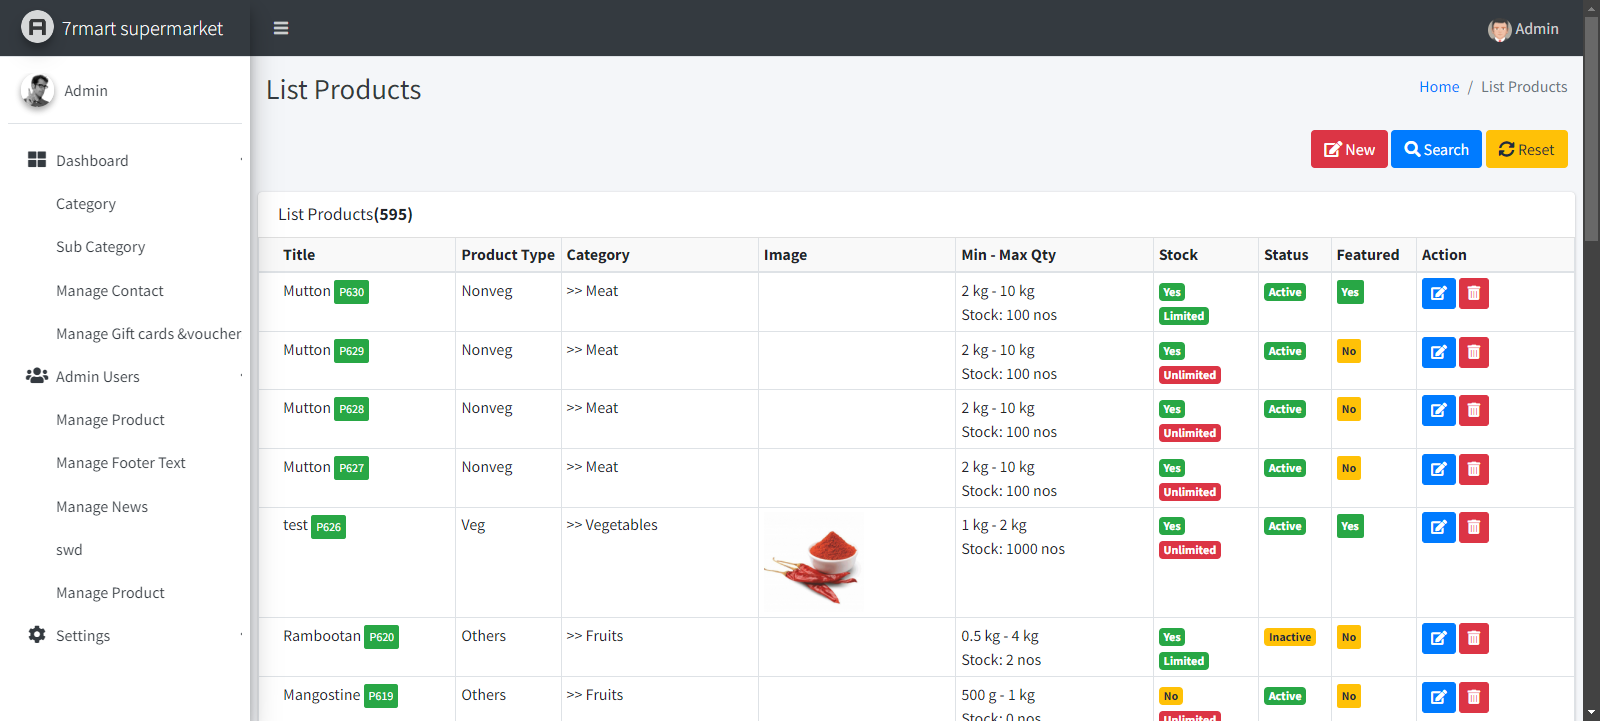 7rmart supermarket
Admin
Admin
List Products
Home / List Products
New Search Reset
Dashboard
Category
Sub Category
Manage Contact
Manage Gift cards &voucher
Admin Users
Manage Product
Manage Footer Text
Manage News
swd
Manage Product
Settings
List Products(595)
Title Product Type Category Image Min - Max Qty Stock Status Featured Action
Mutton P630 Nonveg >> Meat 2 kg - 10 kg Yes Active Yes
Stock: 100 nos Limited
Mutton P629 Nonveg >> Meat 2 kg - 10 kg Yes Active No
Stock: 100 nos Unlimited
Mutton P628 Nonveg >> Meat 2 kg - 10 kg Yes Active No
Stock: 100 nos Unlimited
Mutton P627 Nonveg >> Meat 2 kg - 10 kg Yes Active No
Stock: 100 nos Unlimited
test P626 Veg >> Vegetables 1 kg - 2 kg Yes Active Yes
Stock: 1000 nos Unlimited
Rambootan P620 Others >> Fruits 0.5 kg - 4 kg Yes Inactive No
Stock: 2 nos Limited
Mangostine P619 Others >> Fruits 500 g - 1 kg No Active No
Stock: 0 nos Unlimited